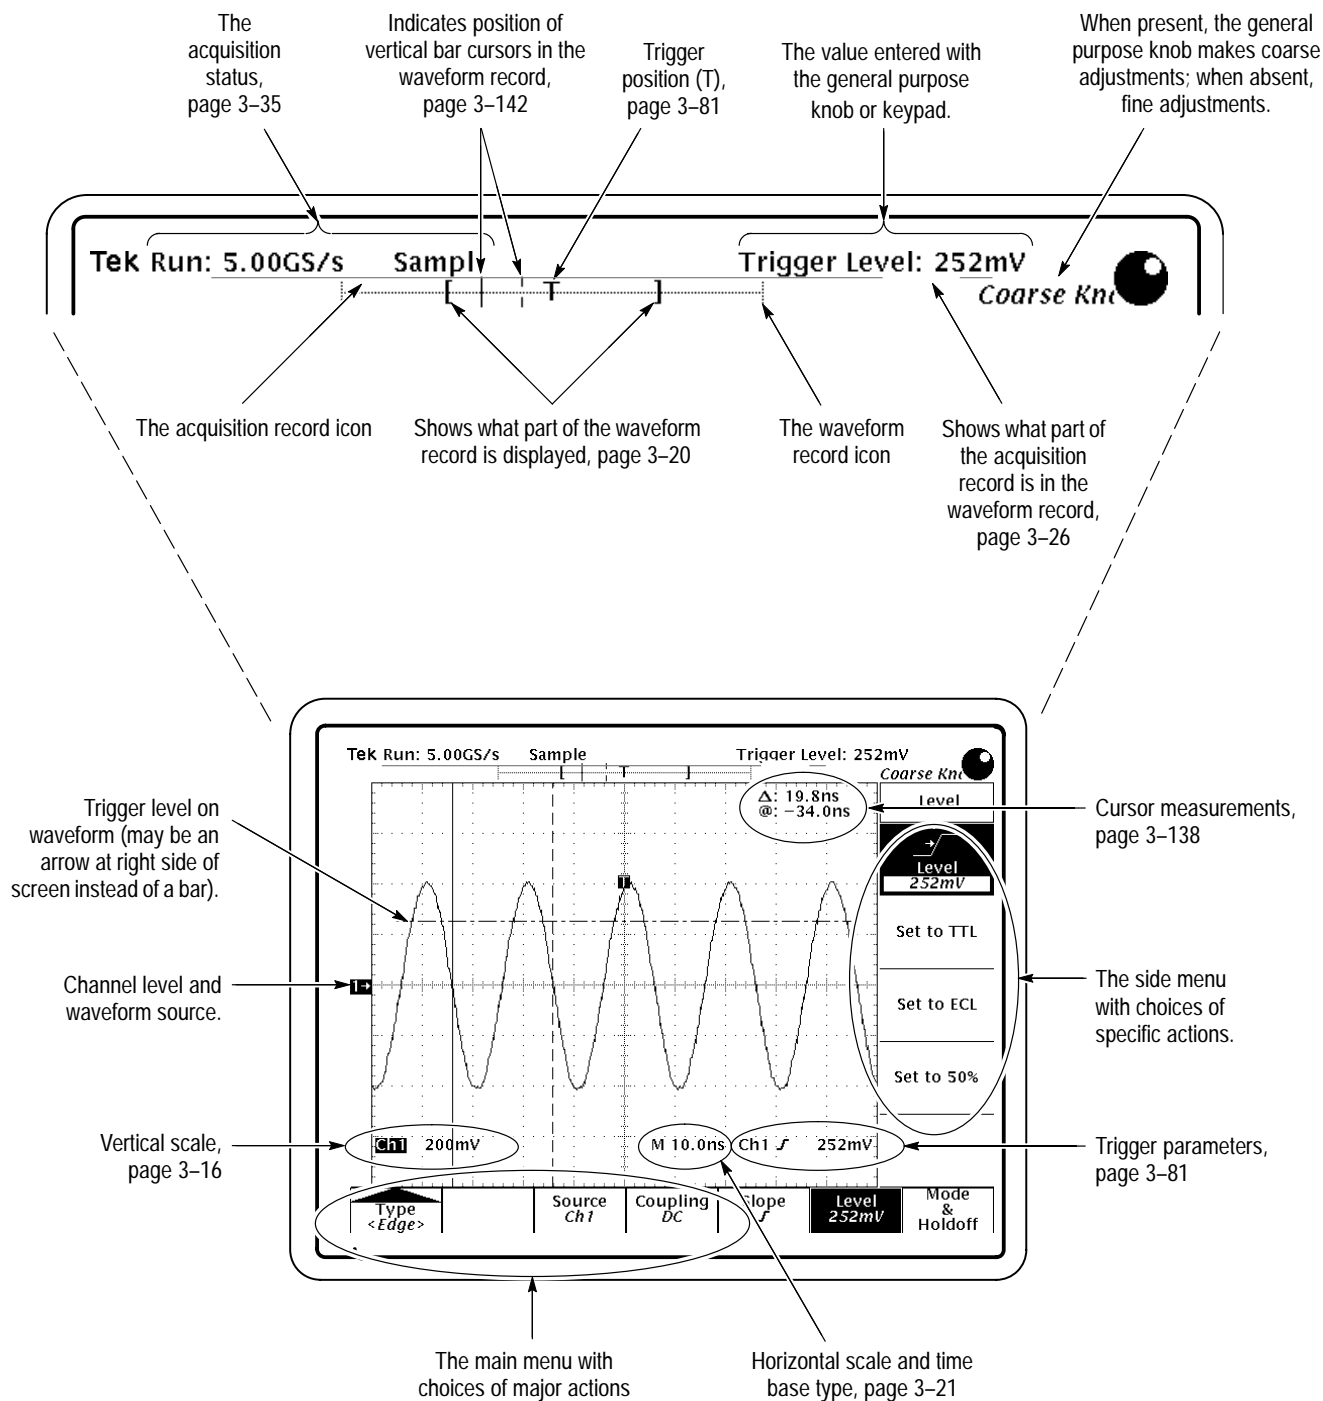 The
acquisition
status,
page 3–35
Indicates position of
vertical bar cursors in the
waveform record,
page 3–142
Trigger
position (T),
page 3–81
The value entered with
the general purpose
knob or keypad.
When present, the general
purpose knob makes coarse
adjustments; when absent,
fine adjustments.
Tek Run: 5.00GS/s Sampl
Trigger Level: 252mV
[ T ]
Coarse Kn
The acquisition record icon
Shows what part of the waveform
record is displayed, page 3–20
The waveform
record icon
Shows what part of
the acquisition
record is in the
waveform record,
page 3–26
Tek Run: 5.00GS/s Sample
Trigger Level: 252mV
[ T ]
Coarse Kn
Δ: 19.8ns
@: −34.0ns
Level
Level
252mV
Set to TTL
Set to ECL
Set to 50%
T
1→
Trigger level on
waveform (may be an
arrow at right side of
screen instead of a bar).
Channel level and
waveform source.
Vertical scale,
page 3–16
Cursor measurements,
page 3–138
The side menu
with choices of
specific actions.
Trigger parameters,
page 3–81
Ch1 200mV
M 10.0ns
Ch1 252mV
Type
<Edge>
Source
Ch1
Coupling
DC
Slope
Level
252mV
Mode
&
Holdoff
The main menu with
choices of major actions
Horizontal scale and time
base type, page 3–21